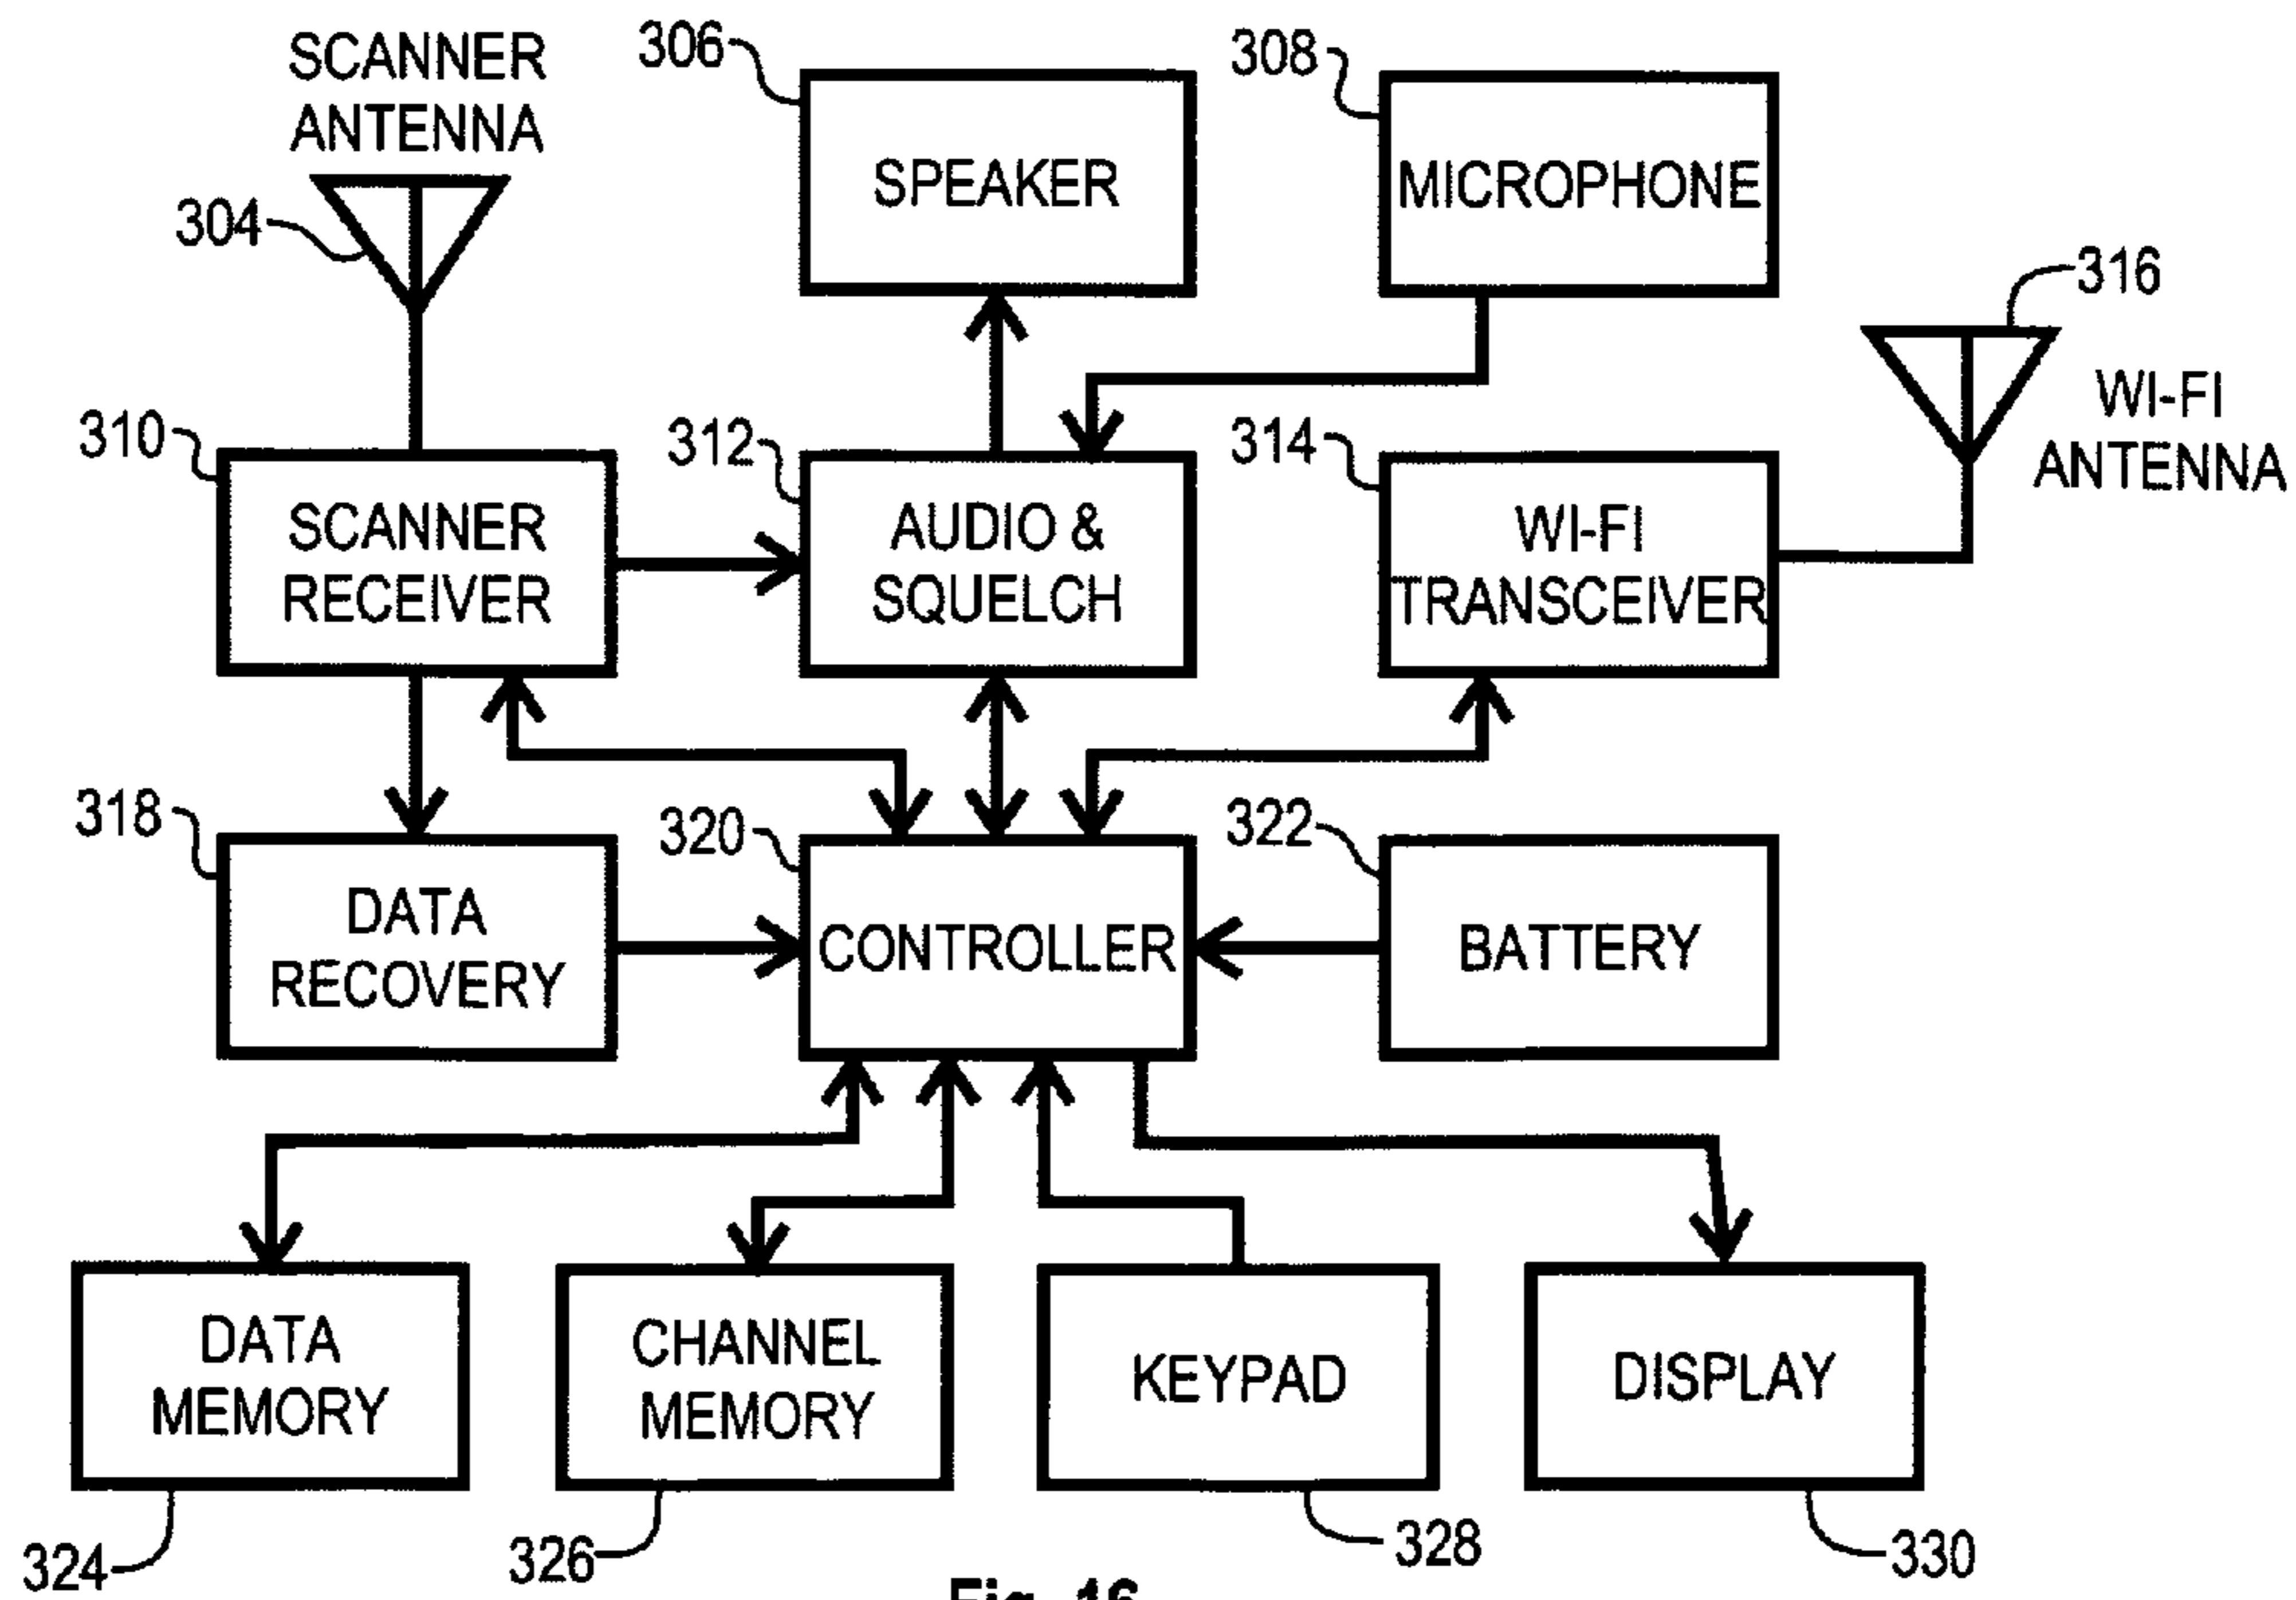 SCANNER
ANTENNA
304
306
SPEAKER
308
MICROPHONE
316
WI-FI
ANTENNA
310
SCANNER
RECEIVER
312
AUDIO &
SQUELCH
314
WI-FI
TRANSCEIVER
318
DATA
RECOVERY
320
CONTROLLER
322
BATTERY
DATA
MEMORY
324
CHANNEL
MEMORY
326
KEYPAD
328
DISPLAY
330
Fig. 16